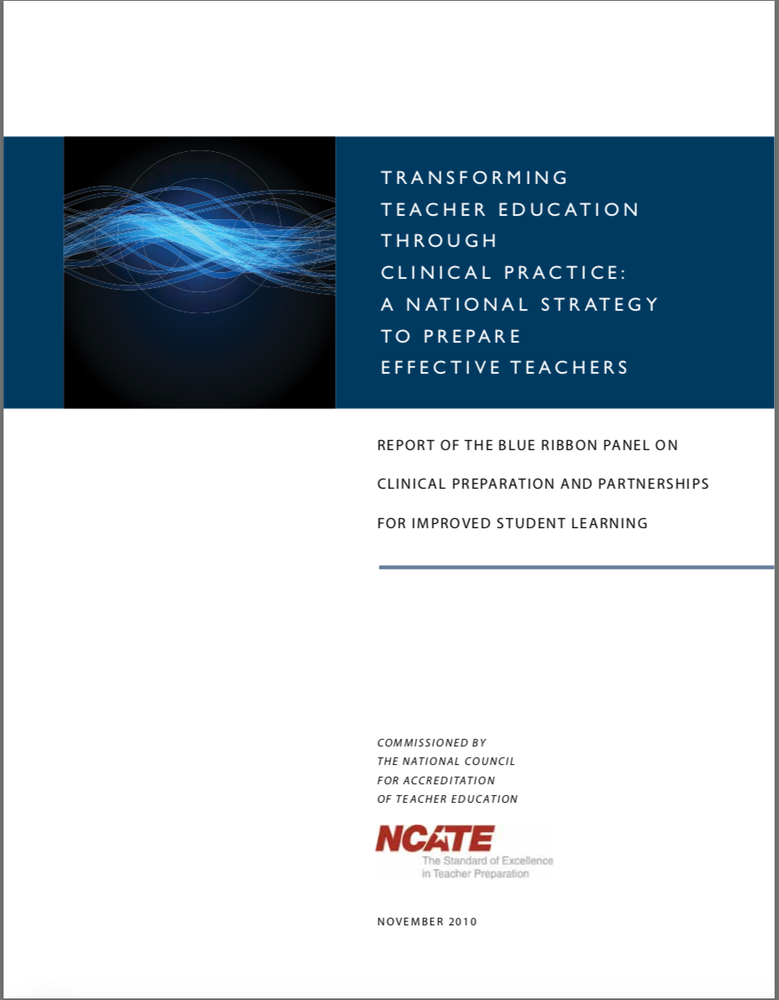 TRANSFORMING
TEACHER EDUCATION
THROUGH
CLINICAL PRACTICE:
A NATIONAL STRATEGY
TO PREPARE
EFFECTIVE TEACHERS
REPORT OF THE BLUE RIBBON PANEL ON
CLINICAL PREPARATION AND PARTNERSHIPS
FOR IMPROVED STUDENT LEARNING
COMMISSIONED BY
THE NATIONAL COUNCIL
FOR ACCREDITATION
OF TEACHER EDUCATION
NCATE
The Standard of Excellence
in Teacher Preparation
NOVEMBER 2010